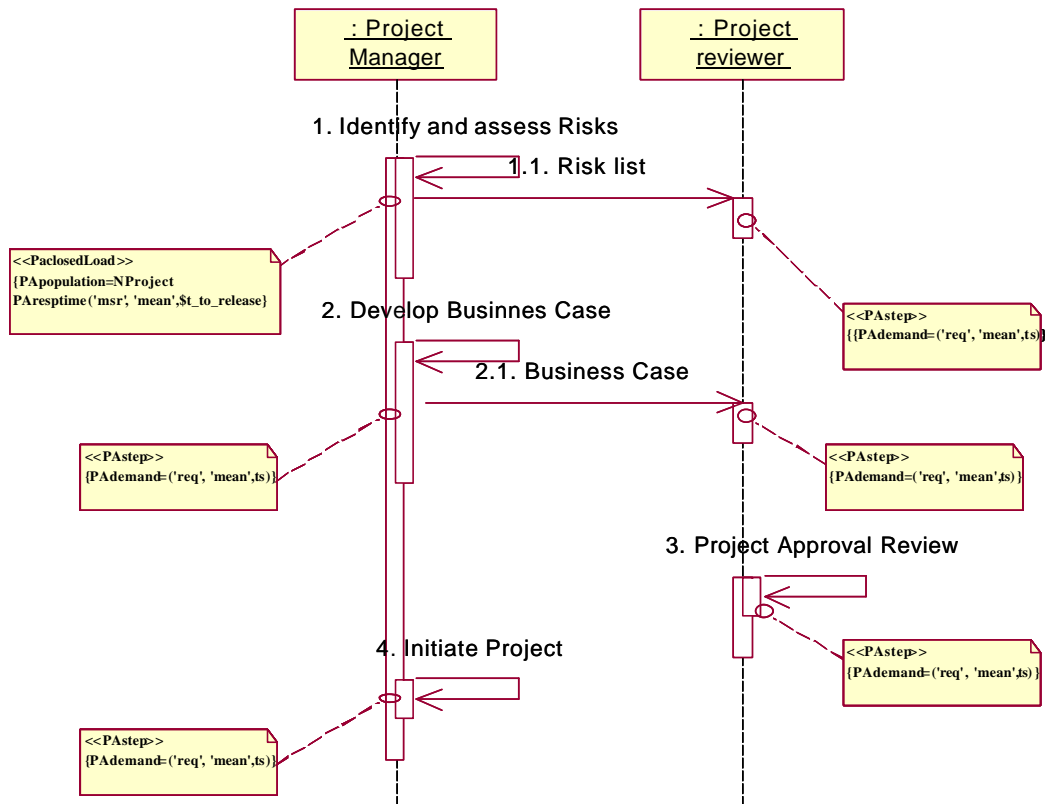 : Project
Manager
: Project
reviewer
1. Identify and assess Risks
1.1. Risk list
<<PaclosedLoad>>
{PApopulation=NProject
PAresptime('msr', 'mean',$t_to_release}
2. Develop Businnes Case
<<PAstep>>
{{PAdemand=('req', 'mean',ts)}
2.1. Business Case
<<PAstep>>
{PAdemand=('req', 'mean',ts)}
<<PAstep>>
{PAdemand=('req', 'mean',ts)}
3. Project Approval Review
4. Initiate Project
<<PAstep>>
{PAdemand=('req', 'mean',ts)}
<<PAstep>>
{PAdemand=('req', 'mean',ts)}